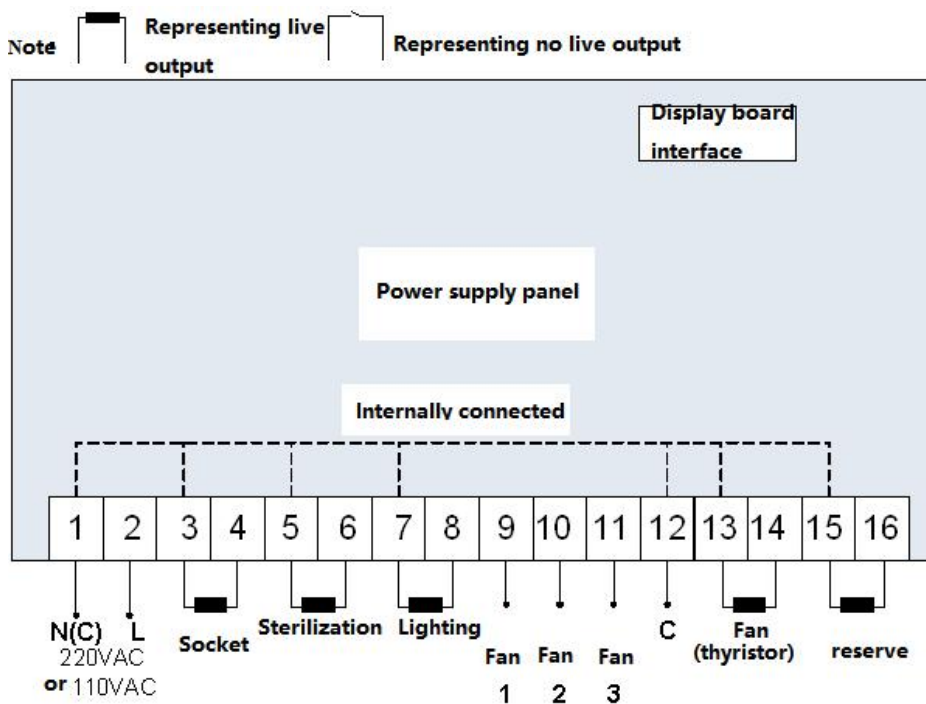 Note
Representing live
output
Representing no live output
Display board
interface
Power supply panel
Internally connected
1 2 3 4 5 6 7 8 9 10 11 12 13 14 15 16
N(C) L
220VAC
or 110VAC
Socket
Sterilization
Lighting
Fan
1
Fan
2
Fan
3
C
Fan
(thyristor)
reserve